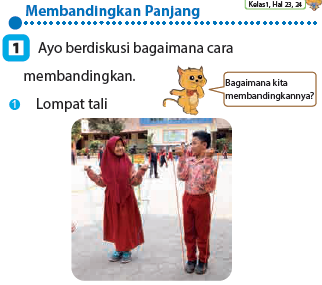 Kelas1, Hal 23, 24
Membandingkan Panjang
1 Ayo berdiskusi bagaimana cara
membandingkan.
Bagaimana kita
membandingkannya?
1 Lompat tali